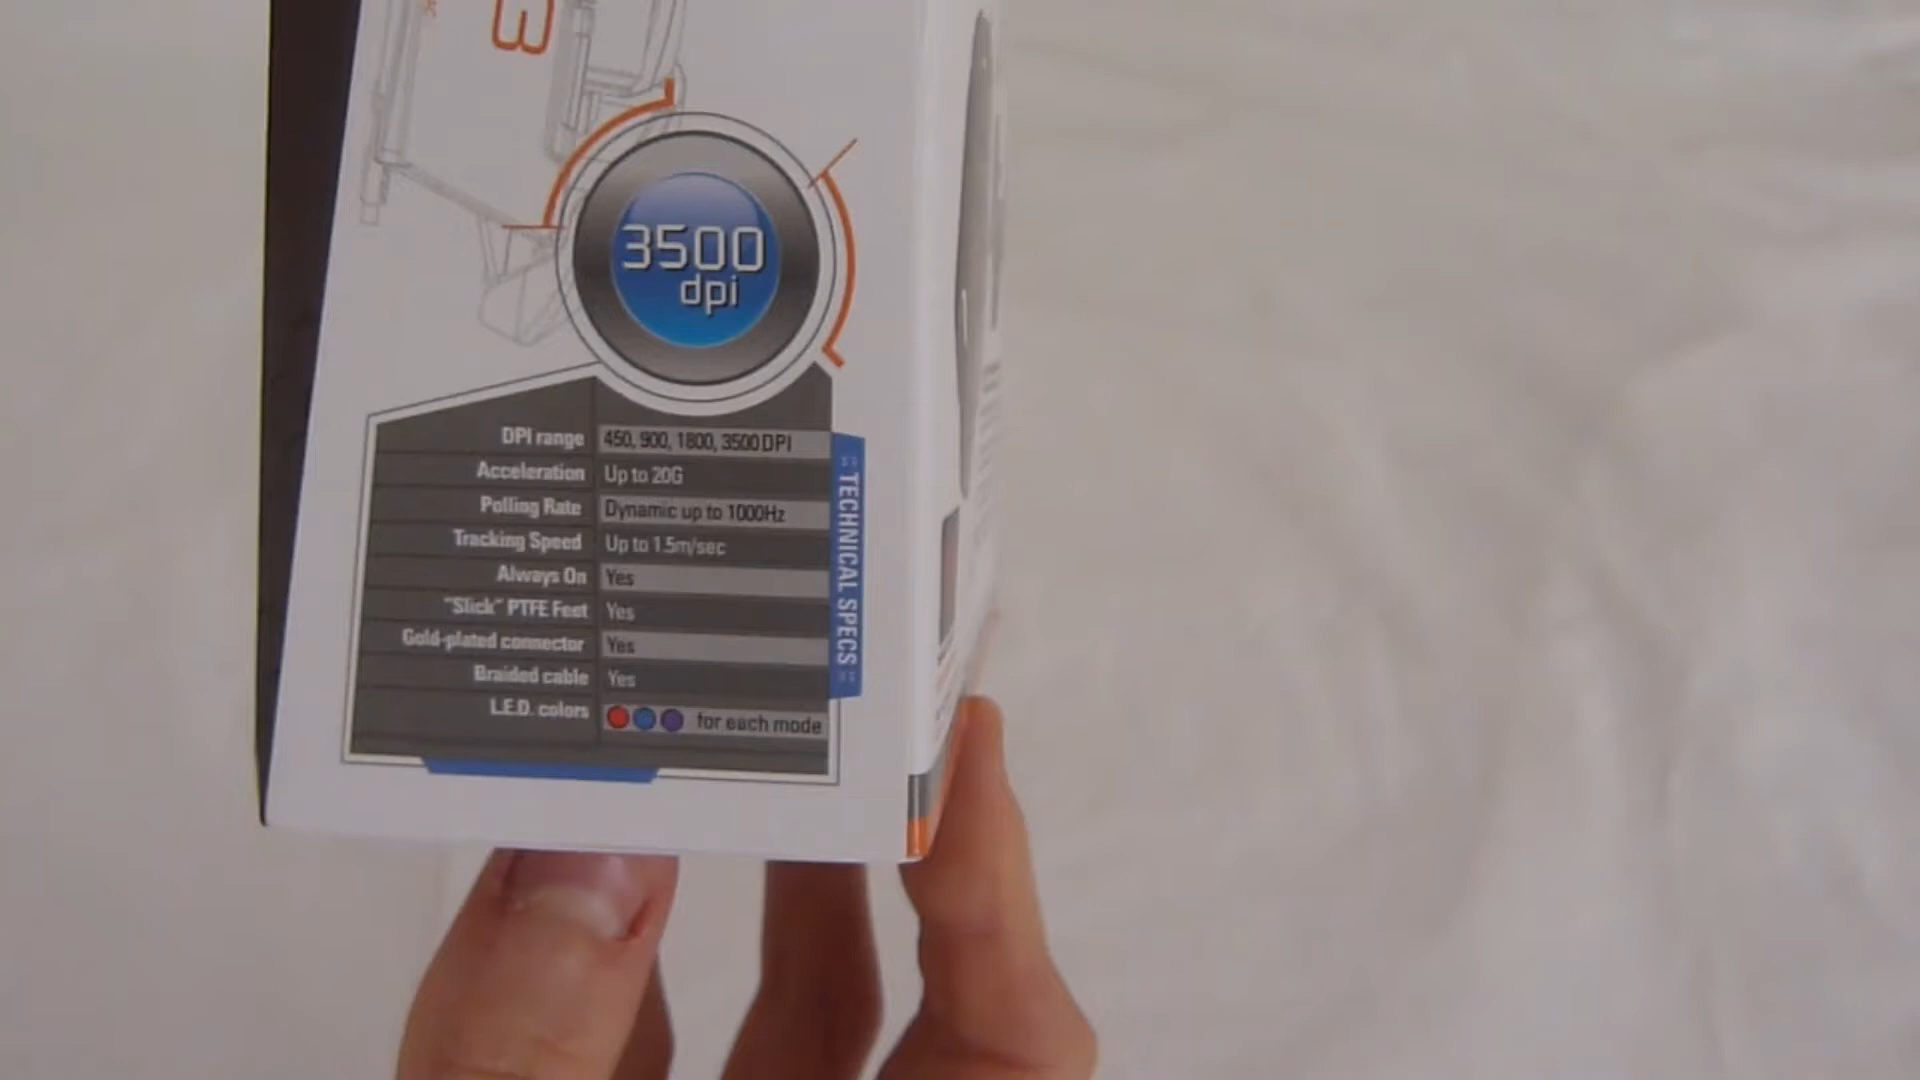 3
3500
dpi
DPI range 450, 900, 1800, 3500 DPI
Acceleration Up to 20G
Polling Rate Dynamic up to 1000Hz
Tracking Speed Up to 1.5m/sec
Always On Yes
"Slick" PTFE Feet Yes
Gold-plated connector Yes
Braided cable Yes
L.E.D. colors for each mode
:: TECHNICAL SPECS ::